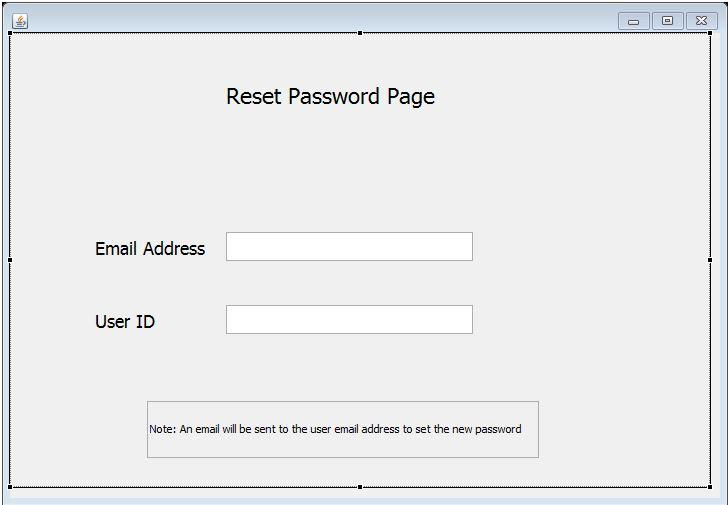 Reset Password Page
Email Address
User ID
Note: An email will be sent to the user email address to set the new password